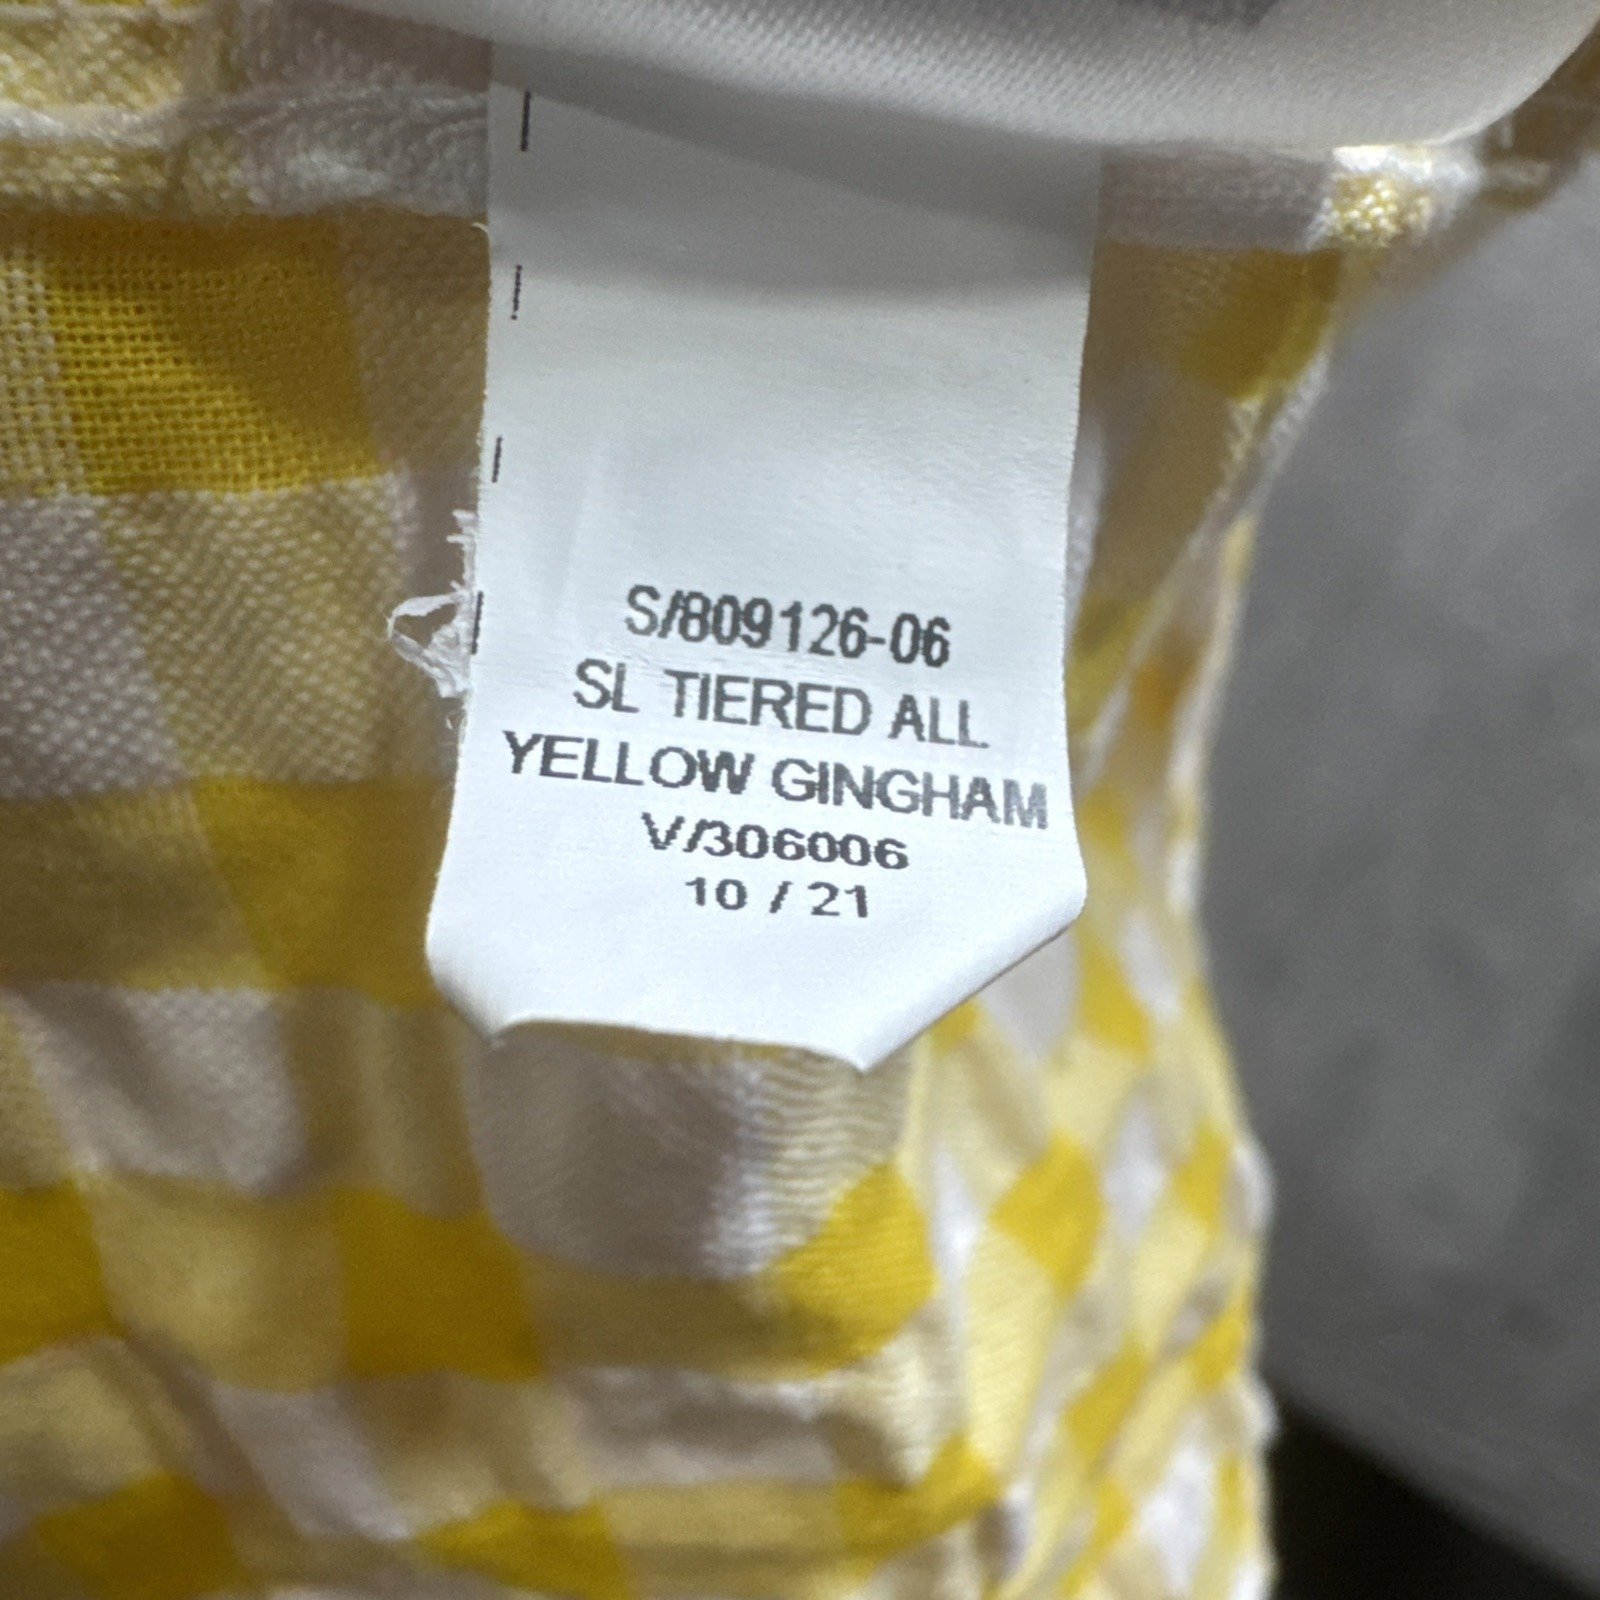 S/809126-06
SL TIERED ALL
YELLOW GINGHAM
V/306006
10 / 21